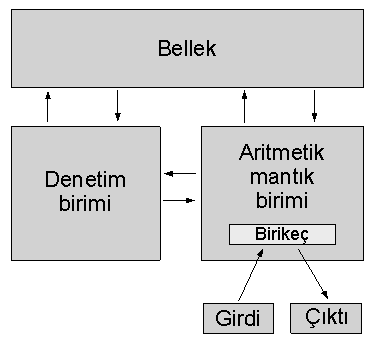 Bellek
Denetim
birimi
Aritmetik
mantık
birimi
Birikeç
Girdi
Çıktı